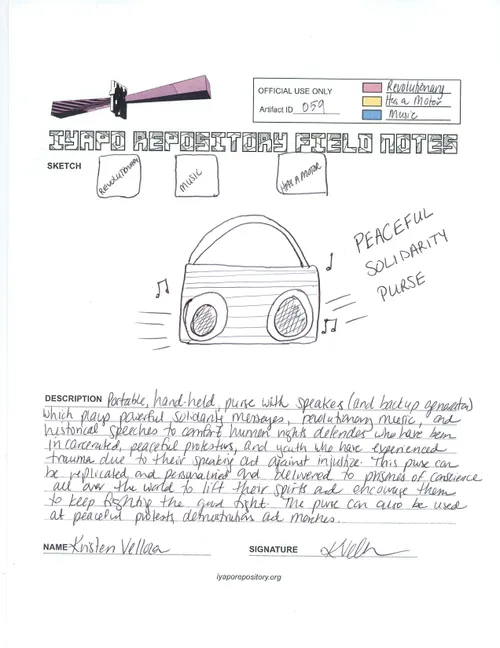 OFFICIAL USE ONLY
Artifact ID 059
Revolutionary
Has a Motor
Music
IYAPO REPOSITORY FIELD NOTES
SKETCH
REVOLUTIONARY
MUSIC
HAS A MOTOR
PEACEFUL
SOLIDARITY
PURSE
DESCRIPTION Portable, hand-held purse with speakes (and backup generator)
which plays powerful solidarity messages, revolutionary music, and
historical speeches to comfort human rights defenders who have been
incarcerated, peaceful protestors, and youth who have experienced
trauma due to their speaking out against injustice. This purse can
be replicated and personalized and delivered to prisoners of conscience
all over the world to lift their spirits and encourage them
to keep fighting the good fight. The purse can also be used
at peaceful protests, demonstrations and marches.
NAME Kristen Vellora
SIGNATURE
iyaporepository.org